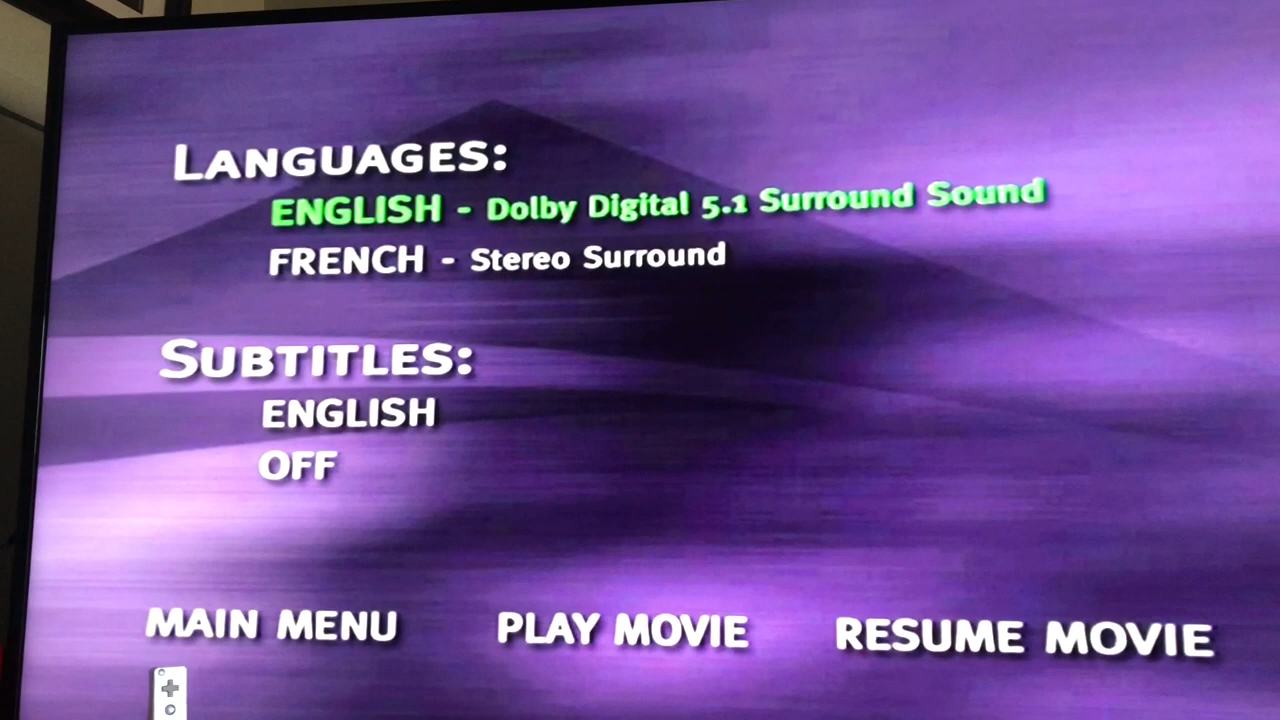 LANGUAGES:
ENGLISH - Dolby Digital 5.1 Surround Sound
FRENCH - Stereo Surround
SUBTITLES:
ENGLISH
OFF
MAIN MENU PLAY MOVIE RESUME MOVIE